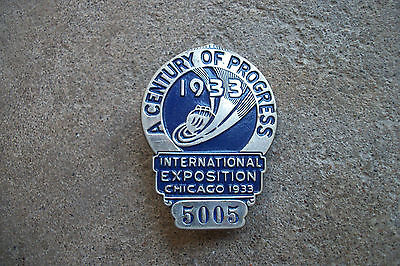 A CENTURY OF PROGRESS
1933
INTERNATIONAL
EXPOSITION
CHICAGO 1933
5005